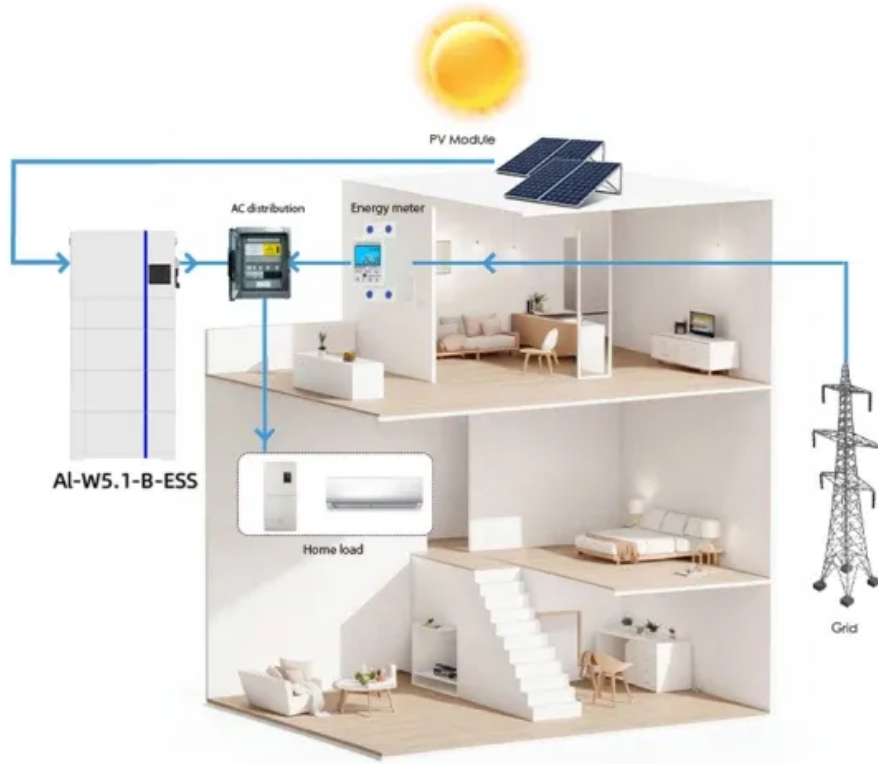 PV Module
AC distribution
Energy meter
Al-W5.1-B-ESS
Home load
Grid